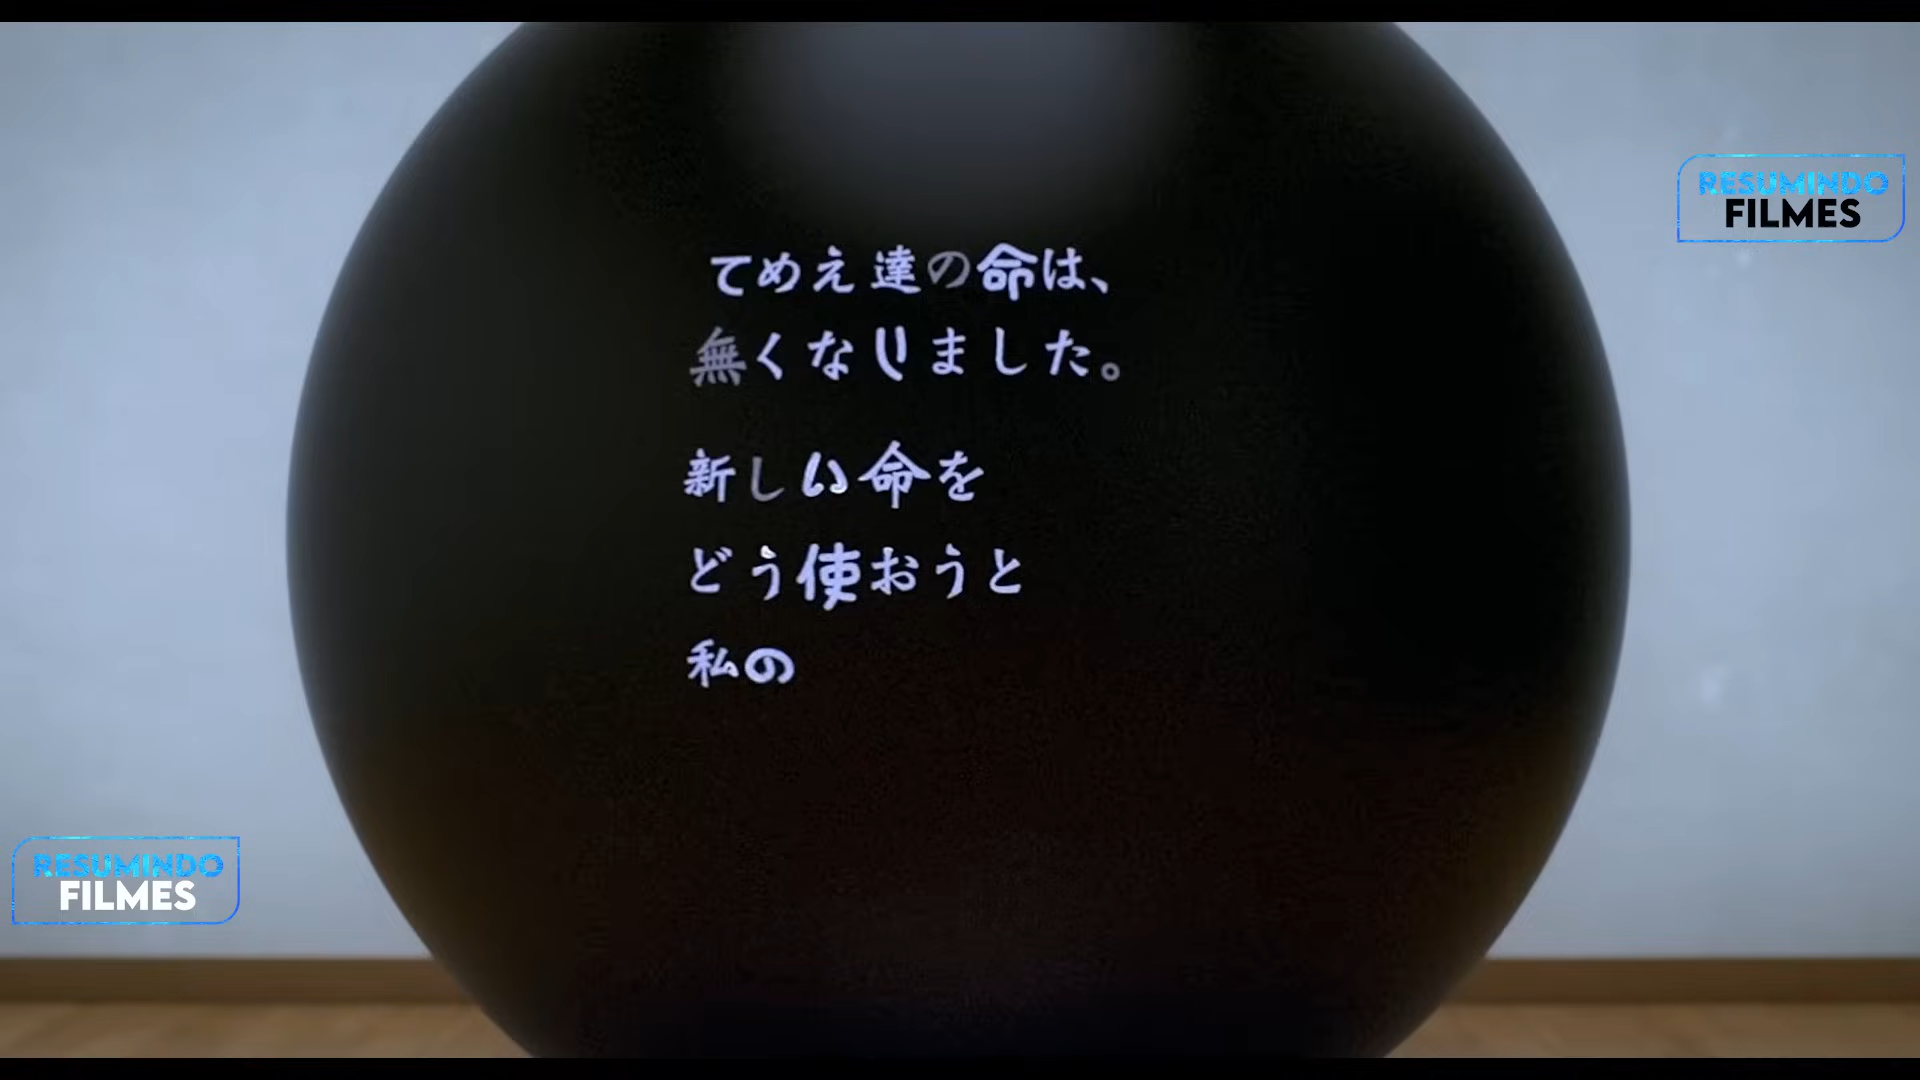 てめえ達の命は、
無くなりました。
新しい命を
どう使おうと
私の
RESUMINDO
FILMES
RESUMINDO
FILMES